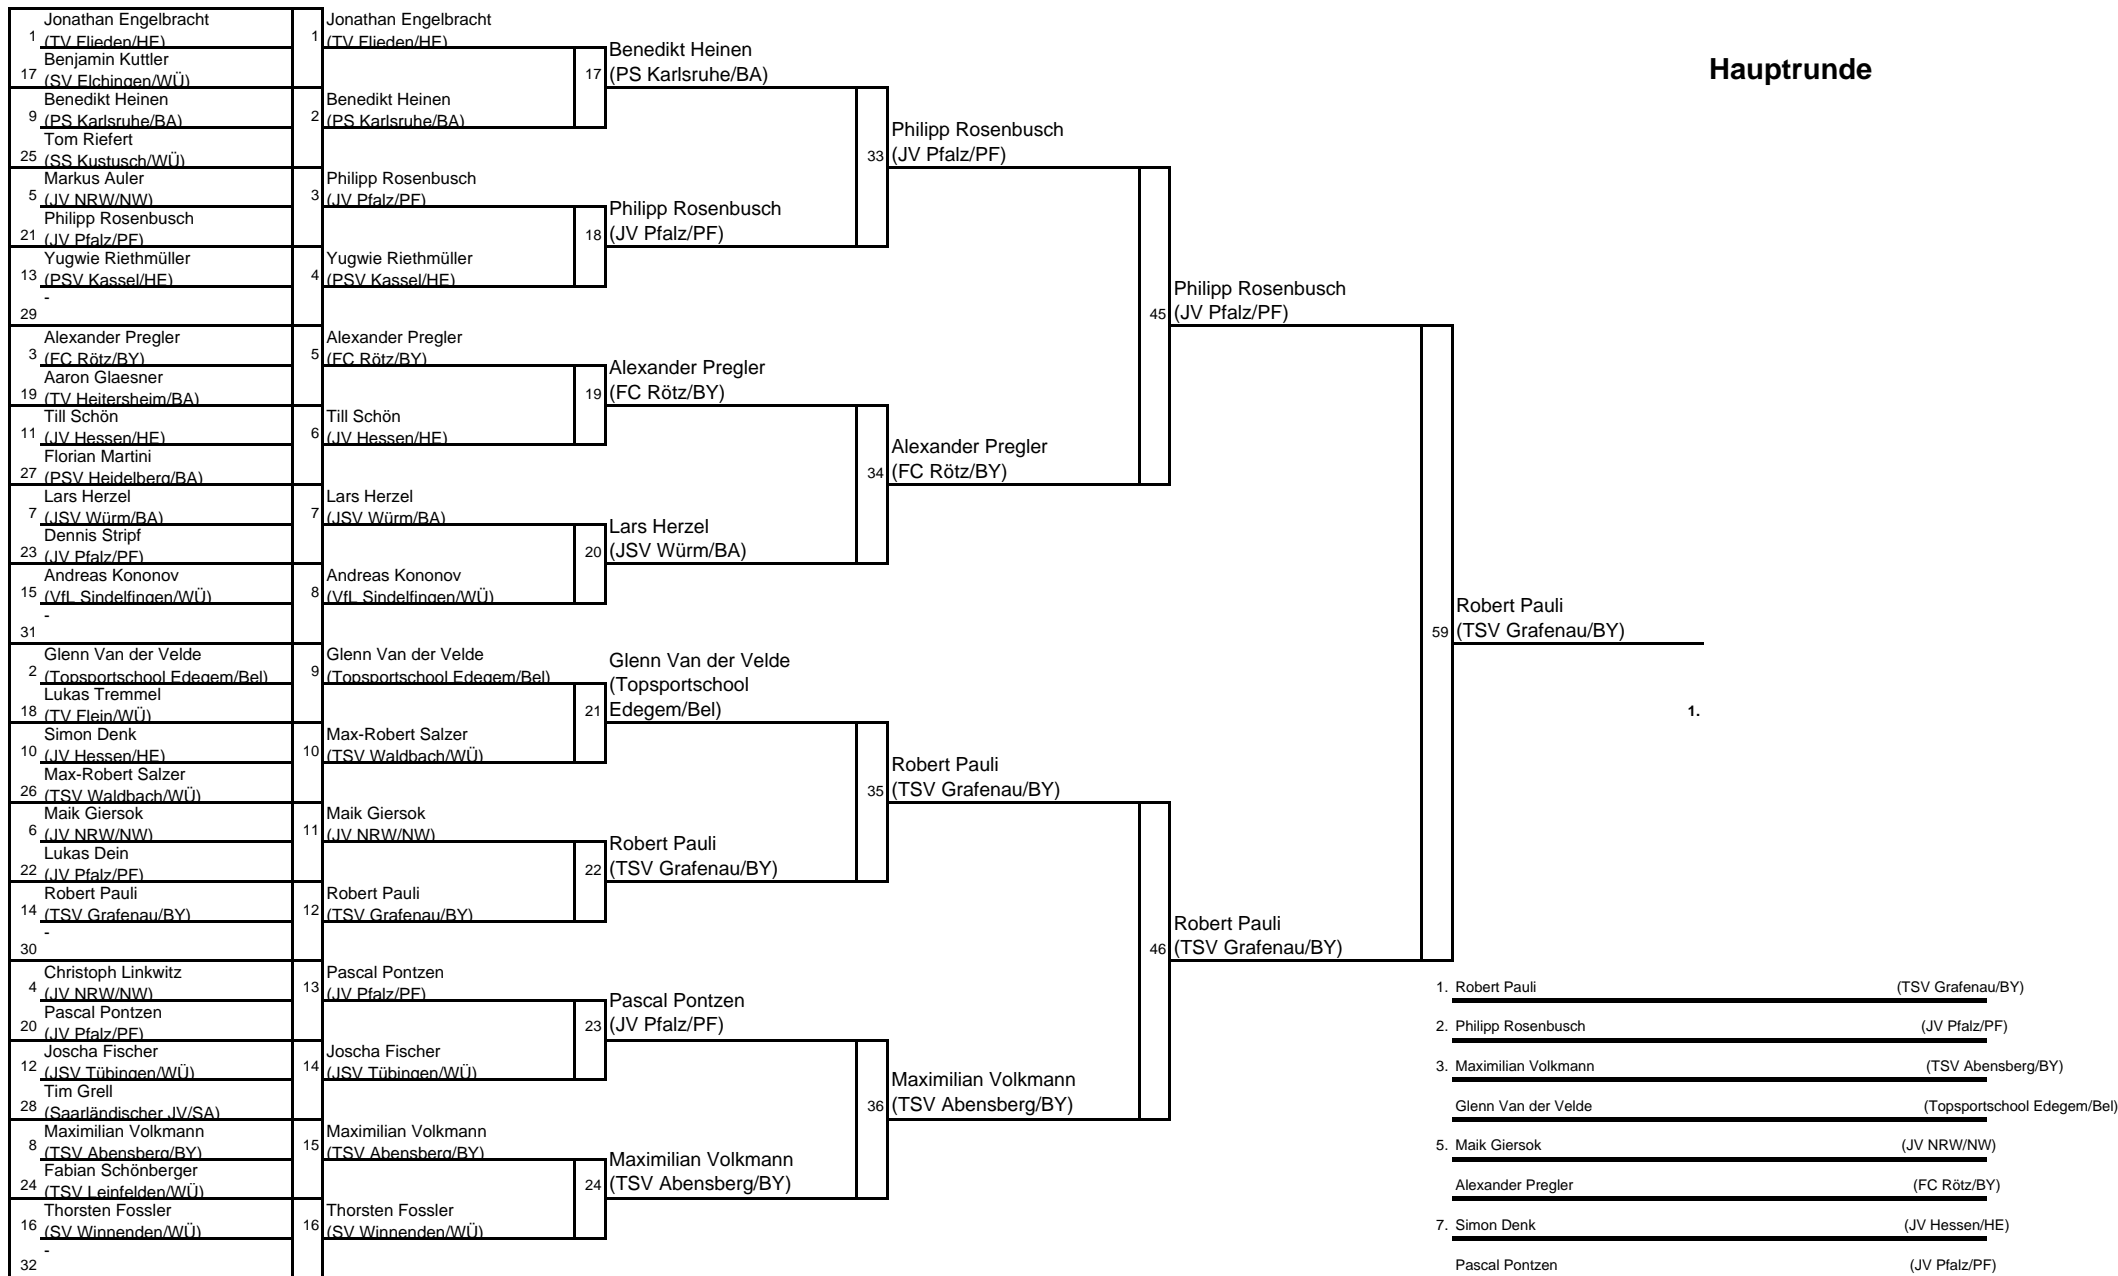 Hauptrunde
Jonathan Engelbracht
1 (TV Flieden/HE)
Benjamin Kuttler
17 (SV Elchingen/WÜ)
Benedikt Heinen
9 (PS Karlsruhe/BA)
Tom Riefert
25 (SS Kustusch/WÜ)
Markus Auler
5 (JV NRW/NW)
Philipp Rosenbusch
21 (JV Pfalz/PF)
Yugwie Riethmüller
13 (PSV Kassel/HE)
-
29
Alexander Pregler
3 (FC Rötz/BY)
Aaron Glaesner
19 (TV Heitersheim/BA)
Till Schön
11 (JV Hessen/HE)
Florian Martini
27 (PSV Heidelberg/BA)
Lars Herzel
7 (JSV Würm/BA)
Dennis Stripf
23 (JV Pfalz/PF)
Andreas Kononov
15 (VfL Sindelfingen/WÜ)
-
31
Glenn Van der Velde
2 (Topsportschool Edegem/Bel)
Lukas Tremmel
18 (TV Flein/WÜ)
Simon Denk
10 (JV Hessen/HE)
Max-Robert Salzer
26 (TSV Waldbach/WÜ)
Maik Giersok
6 (JV NRW/NW)
Lukas Dein
22 (JV Pfalz/PF)
Robert Pauli
14 (TSV Grafenau/BY)
-
30
Christoph Linkwitz
4 (JV NRW/NW)
Pascal Pontzen
20 (JV Pfalz/PF)
Joscha Fischer
12 (JSV Tübingen/WÜ)
Tim Grell
28 (Saarländischer JV/SA)
Maximilian Volkmann
8 (TSV Abensberg/BY)
Fabian Schönberger
24 (TSV Leinfelden/WÜ)
Thorsten Fossler
16 (SV Winnenden/WÜ)
-
32
Jonathan Engelbracht
1 (TV Flieden/HE)
Benedikt Heinen
2 (PS Karlsruhe/BA)
Philipp Rosenbusch
3 (JV Pfalz/PF)
Yugwie Riethmüller
4 (PSV Kassel/HE)
Alexander Pregler
5 (FC Rötz/BY)
Till Schön
6 (JV Hessen/HE)
Lars Herzel
7 (JSV Würm/BA)
Andreas Kononov
8 (VfL Sindelfingen/WÜ)
Glenn Van der Velde
9 (Topsportschool Edegem/Bel)
Max-Robert Salzer
10 (TSV Waldbach/WÜ)
Maik Giersok
11 (JV NRW/NW)
Robert Pauli
12 (TSV Grafenau/BY)
Pascal Pontzen
13 (JV Pfalz/PF)
Joscha Fischer
14 (JSV Tübingen/WÜ)
Maximilian Volkmann
15 (TSV Abensberg/BY)
Thorsten Fossler
16 (SV Winnenden/WÜ)
Benedikt Heinen
17 (PS Karlsruhe/BA)
Philipp Rosenbusch
18 (JV Pfalz/PF)
Alexander Pregler
19 (FC Rötz/BY)
Lars Herzel
20 (JSV Würm/BA)
Glenn Van der Velde
(Topsportschool
21 Edegem/Bel)
Robert Pauli
22 (TSV Grafenau/BY)
Pascal Pontzen
23 (JV Pfalz/PF)
Maximilian Volkmann
24 (TSV Abensberg/BY)
Philipp Rosenbusch
33 (JV Pfalz/PF)
Alexander Pregler
34 (FC Rötz/BY)
Robert Pauli
35 (TSV Grafenau/BY)
Maximilian Volkmann
36 (TSV Abensberg/BY)
Philipp Rosenbusch
45 (JV Pfalz/PF)
Robert Pauli
46 (TSV Grafenau/BY)
Robert Pauli
59 (TSV Grafenau/BY)
1.
1. Robert Pauli (TSV Grafenau/BY)
2. Philipp Rosenbusch (JV Pfalz/PF)
3. Maximilian Volkmann (TSV Abensberg/BY)
Glenn Van der Velde (Topsportschool Edegem/Bel)
5. Maik Giersok (JV NRW/NW)
Alexander Pregler (FC Rötz/BY)
7. Simon Denk (JV Hessen/HE)
Pascal Pontzen (JV Pfalz/PF)